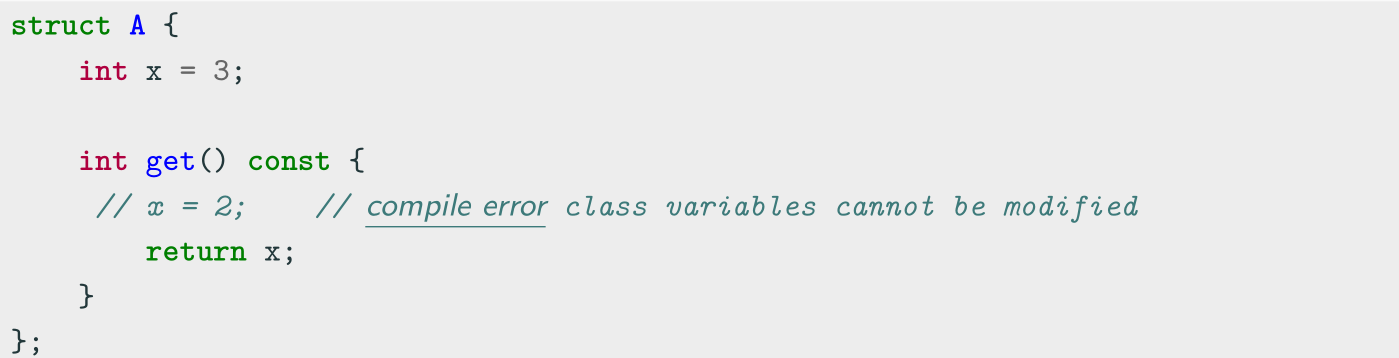 struct A {
    int x = 3;

    int get() const {
     // x = 2;    // compile error class variables cannot be modified
        return x;
    }
};